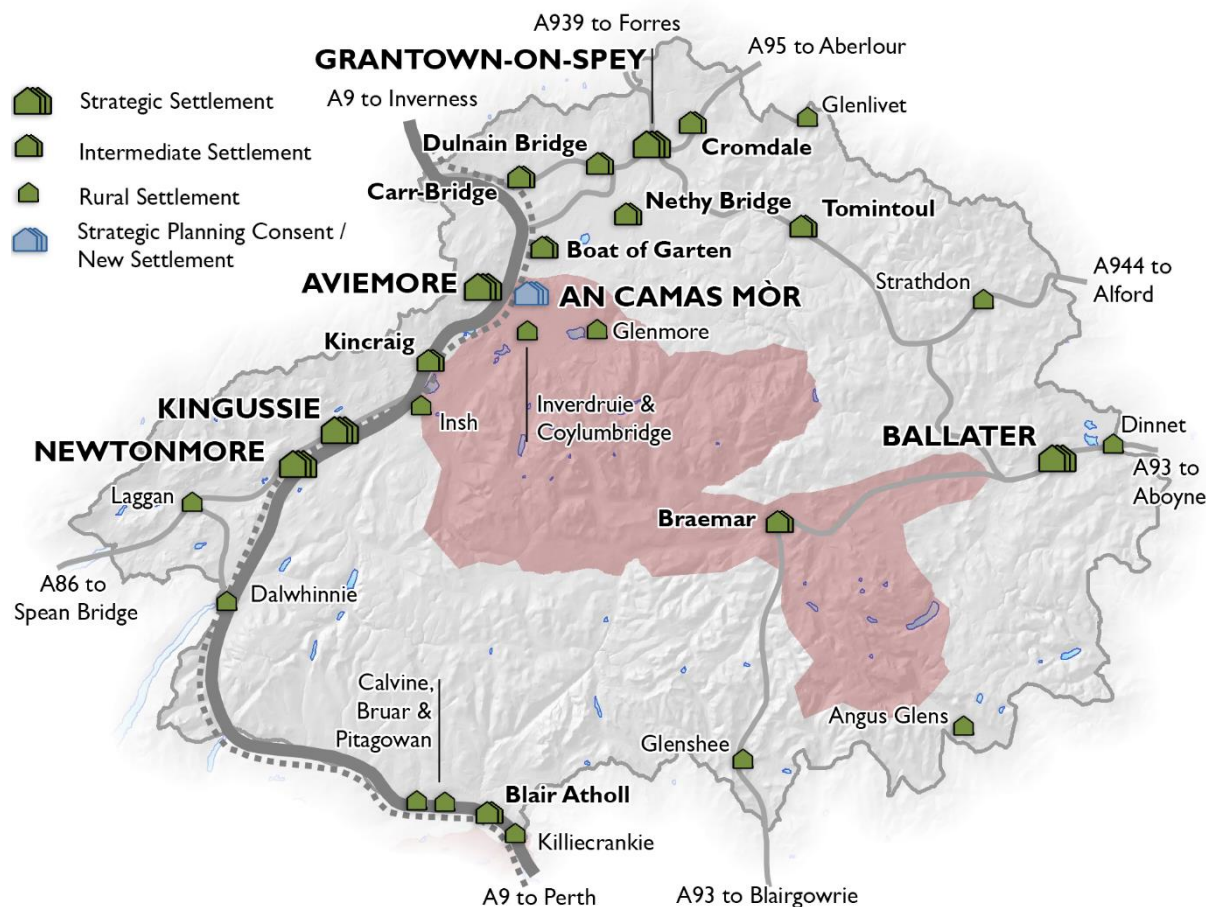 A939 to Forres
A95 to Aberlour
GRANTOWN-ON-SPEY
Strategic Settlement
A9 to Inverness
Glenlivet
Intermediate Settlement
Dulnain Bridge
Cromdale
Rural Settlement
Carr-Bridge
Nethy Bridge
Tomintoul
Strategic Planning Consent /
New Settlement
Boat of Garten
AVIEMORE
AN CAMAS MÒR
Strathdon
A944 to
Alford
Glenmore
Kincraig
Inverdruie &
Coylumbridge
KINGUSSIE
Insh
NEWTONMORE
BALLATER
Dinnet
A93 to
Aboyne
Laggan
Braemar
A86 to
Spean Bridge
Dalwhinnie
Calvine,
Bruar &
Pitagowan
Angus Glens
Glenshee
Blair Atholl
Killiecrankie
A9 to Perth
A93 to Blairgowrie